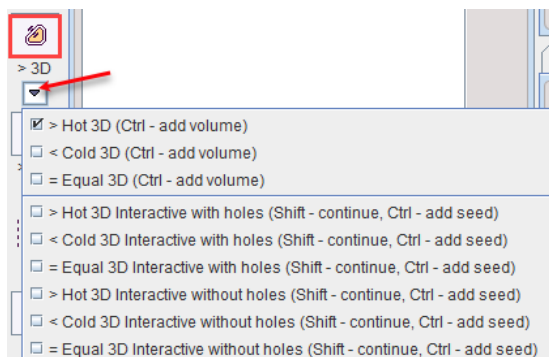 > 3D
> Hot 3D (Ctrl - add volume)
< Cold 3D (Ctrl - add volume)
= Equal 3D (Ctrl - add volume)
> Hot 3D Interactive with holes (Shift - continue, Ctrl - add seed)
< Cold 3D Interactive with holes (Shift - continue, Ctrl - add seed)
= Equal 3D Interactive with holes (Shift - continue, Ctrl - add seed)
> Hot 3D Interactive without holes (Shift - continue, Ctrl - add seed)
< Cold 3D Interactive without holes (Shift - continue, Ctrl - add seed)
= Equal 3D Interactive without holes (Shift - continue, Ctrl - add seed)